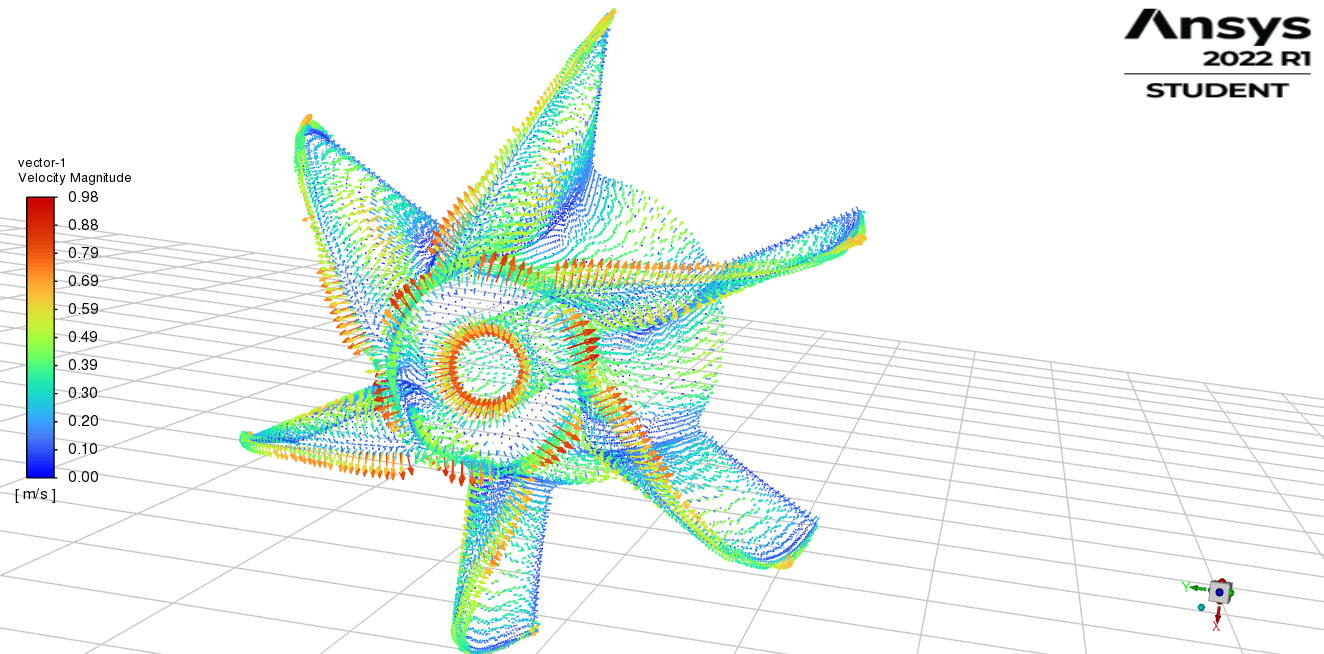 Ansys
2022 R1
STUDENT
vector-1
Velocity Magnitude
0.98
0.88
0.79
0.69
0.59
0.49
0.39
0.30
0.20
0.10
0.00
[ m/s ]
Y
X